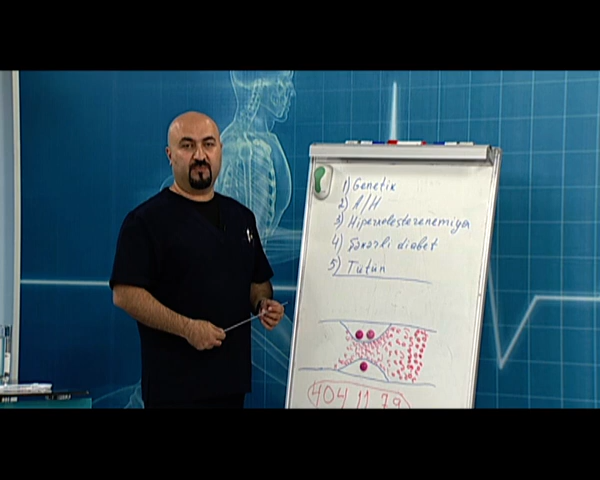 1) Genetik
2) A/H
3) Hiperxolesterenemiya
4) Şəkərli diabet
5) Tütün
404 11 79